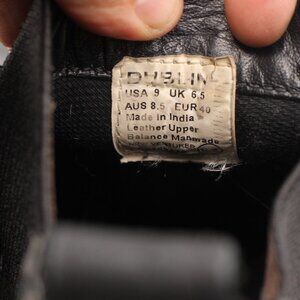 DUBLIN
USA 9 UK 6.5
AUS 8.5 EUR 40
Made in India
Leather Upper
Balance Manmade